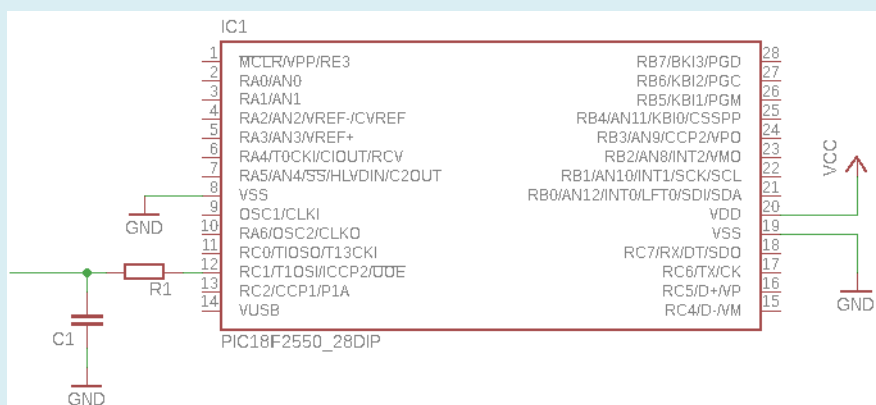 IC1
1 MCLR/VPP/RE3
2 RA0/AN0
3 RA1/AN1
4 RA2/AN2/VREF-/CVREF
5 RA3/AN3/VREF+
6 RA4/T0CKI/CIOUT/RCV
7 RA5/AN4/SS/HLVDIN/C2OUT
8 VSS
9 OSC1/CLKI
10 RA6/OSC2/CLKO
11 RC0/TIOSO/T13CKI
12 RC1/T1OSI/ICCP2/UOE
13 RC2/CCP1/P1A
14 VUSB
RB7/BKI3/PGD 28
RB6/KBI2/PGC 27
RB5/KBI1/PGM 26
RB4/AN11/KBI0/CSSPP 25
RB3/AN9/CCP2/VPO 24
RB2/AN8/INT2/VMO 23
RB1/AN10/INT1/SCK/SCL 22
RB0/AN12/INT0/LFT0/SDI/SDA 21
VDD 20
VSS 19
RC7/RX/DT/SDO 18
RC6/TX/CK 17
RC5/D+/VP 16
RC4/D-/VM 15
PIC18F2550_28DIP
GND
R1
C1
GND
VCC
GND